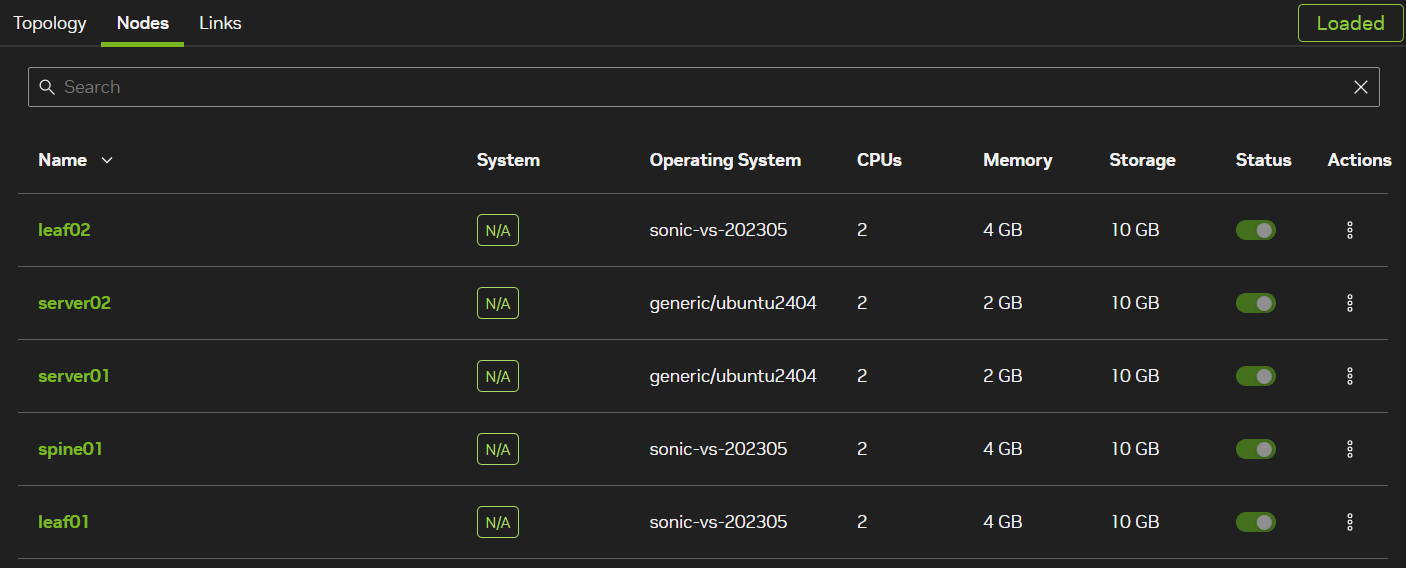 Topology Nodes Links Loaded
Search
Name System Operating System CPUs Memory Storage Status Actions
leaf02 N/A sonic-vs-202305 2 4 GB 10 GB
server02 N/A generic/ubuntu2404 2 2 GB 10 GB
server01 N/A generic/ubuntu2404 2 2 GB 10 GB
spine01 N/A sonic-vs-202305 2 4 GB 10 GB
leaf01 N/A sonic-vs-202305 2 4 GB 10 GB